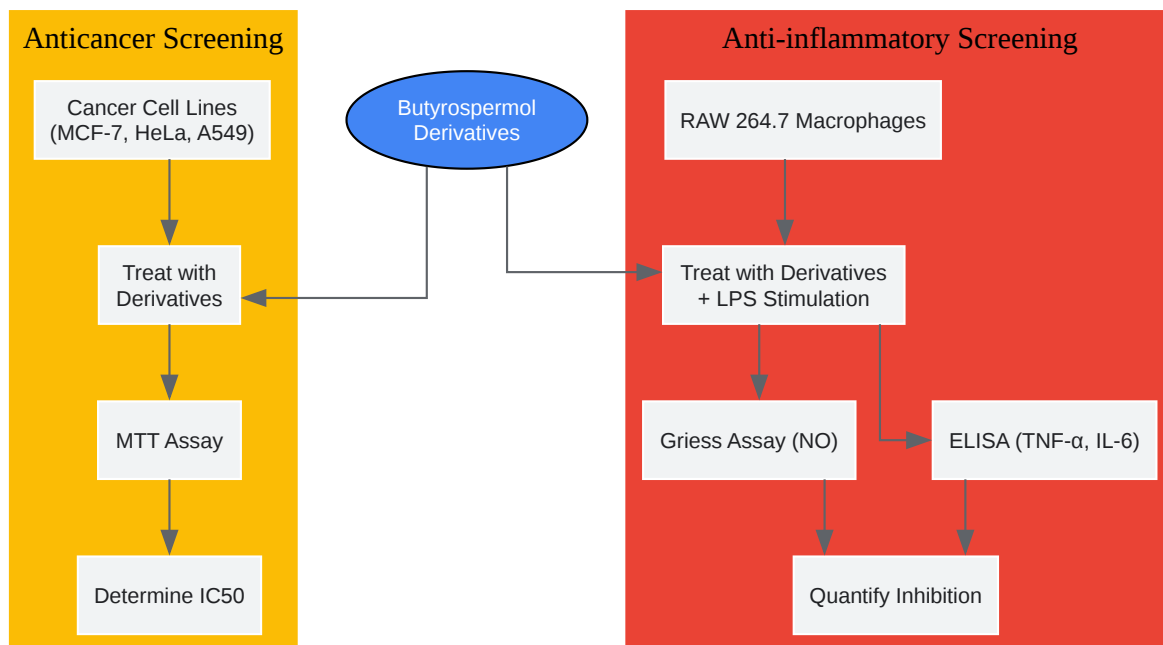 Anticancer Screening
Cancer Cell Lines
(MCF-7, HeLa, A549)
Treat with
Derivatives
MTT Assay
Determine IC50
Butyrospermol
Derivatives
Anti-inflammatory Screening
RAW 264.7 Macrophages
Treat with Derivatives
+ LPS Stimulation
Griess Assay (NO)
ELISA (TNF-α, IL-6)
Quantify Inhibition